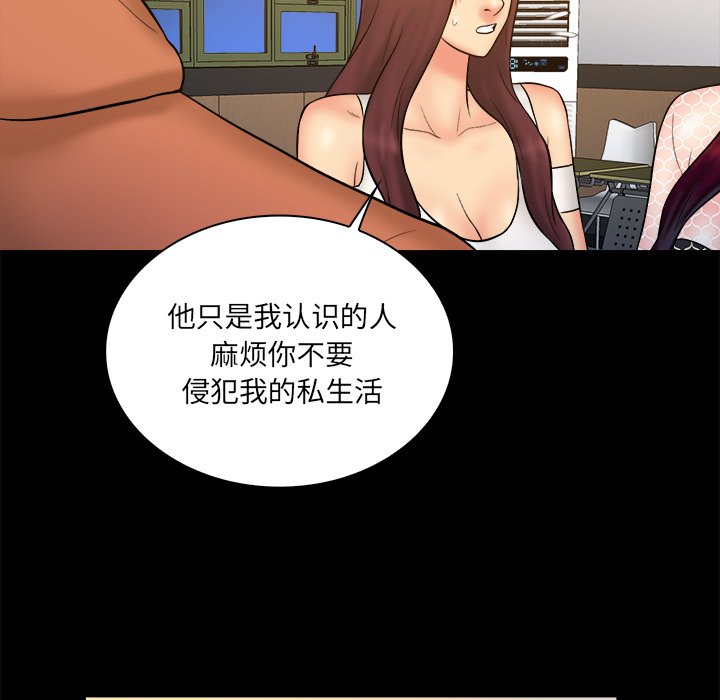 他只是我认识的人
麻烦你不要
侵犯我的私生活